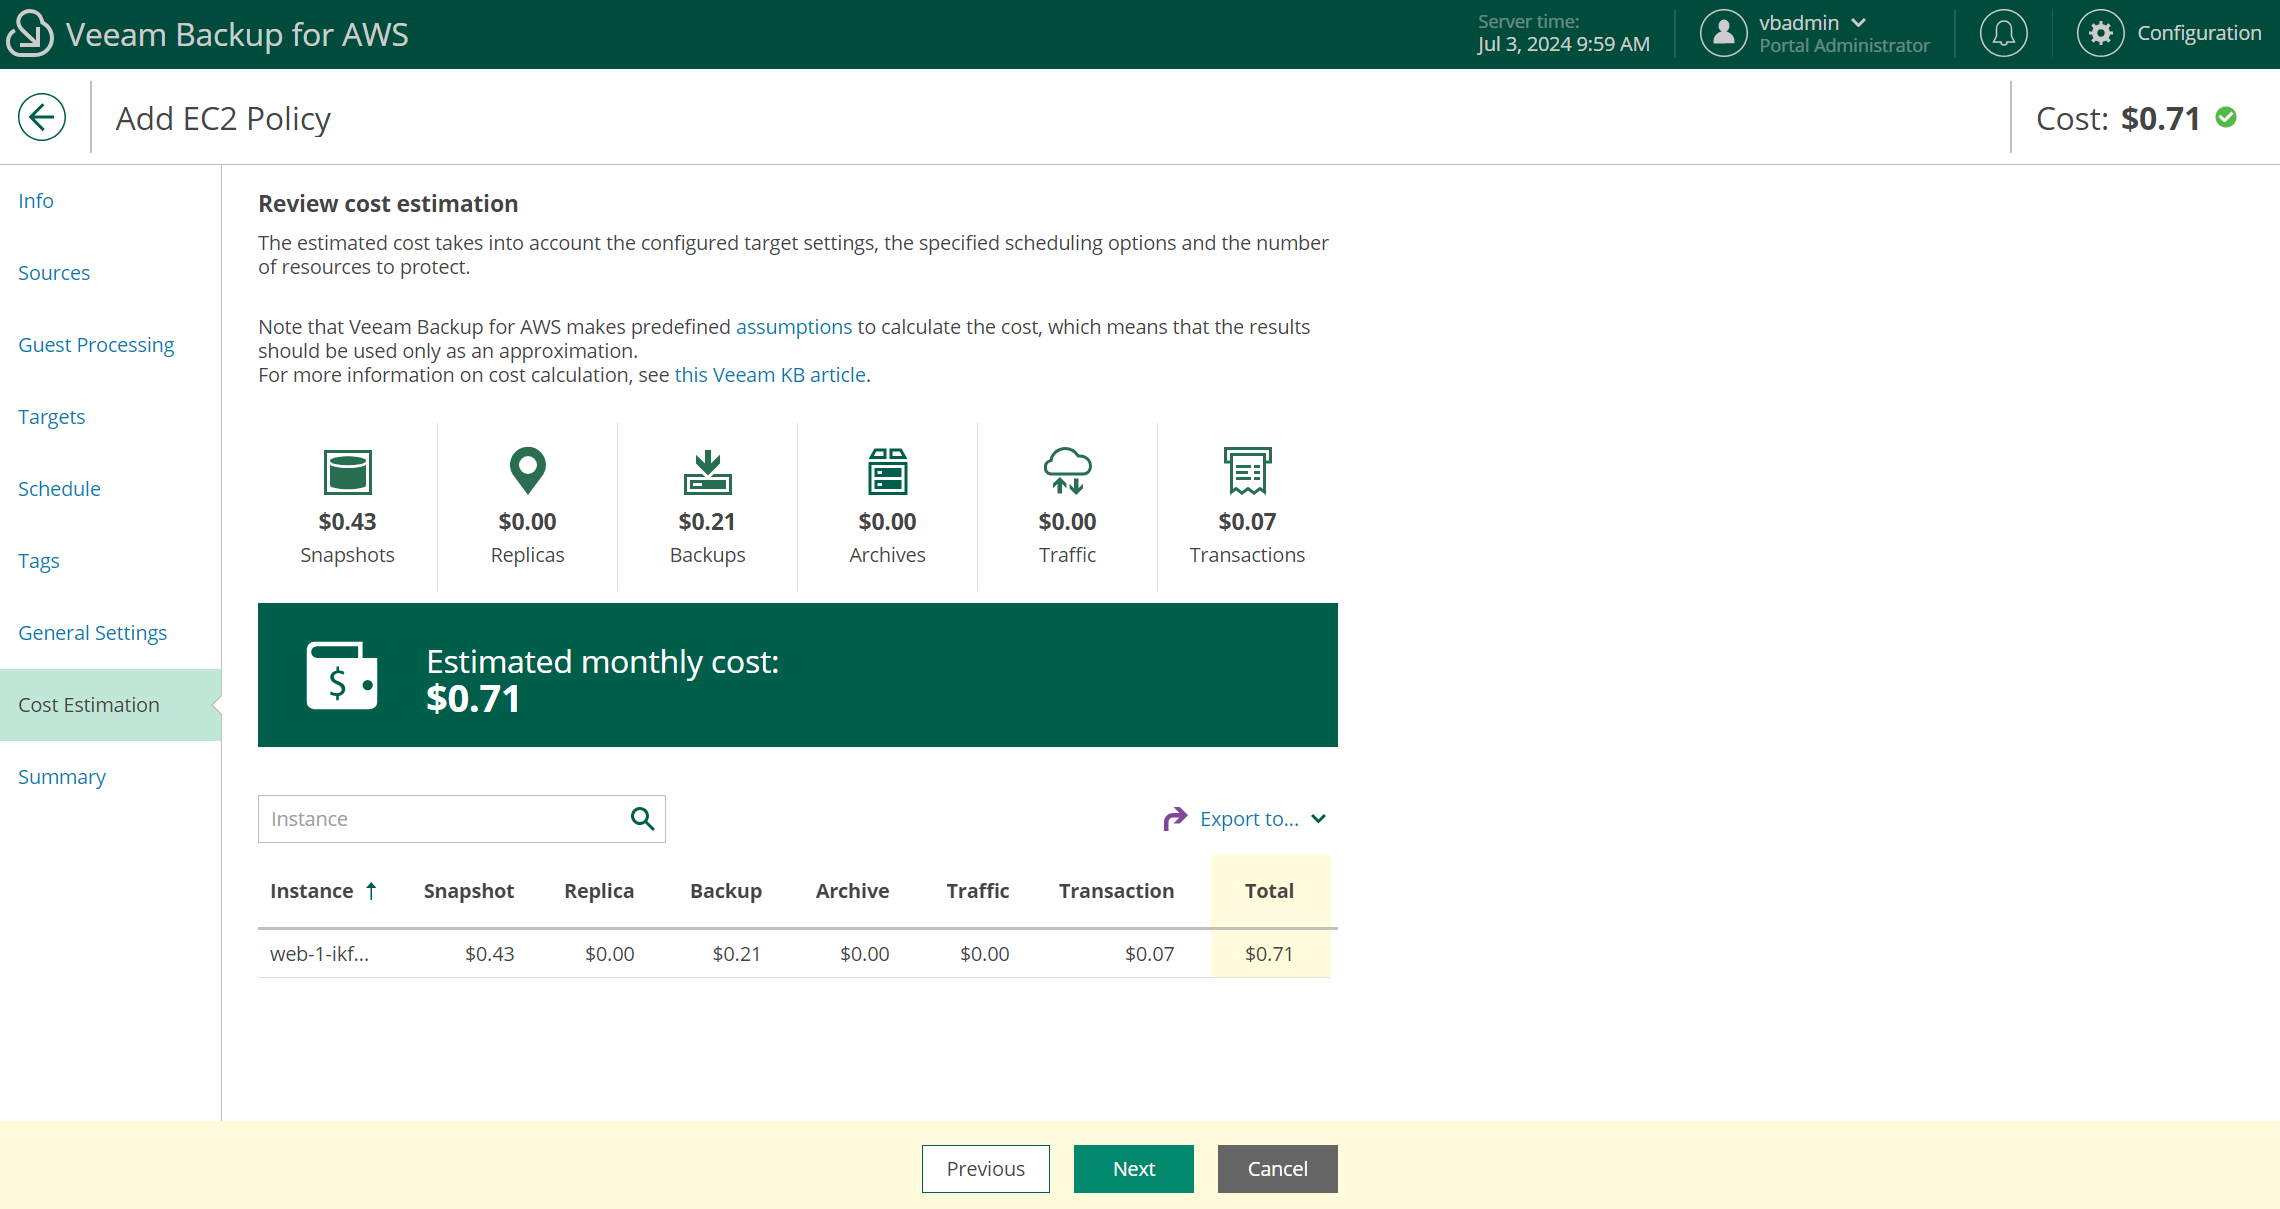 Veeam Backup for AWS
Server time:
Jul 3, 2024 9:59 AM
vbadmin
Portal Administrator
Configuration
Add EC2 Policy
Cost: $0.71
Info
Sources
Guest Processing
Targets
Schedule
Tags
General Settings
Cost Estimation
Summary
Review cost estimation
The estimated cost takes into account the configured target settings, the specified scheduling options and the number
of resources to protect.
Note that Veeam Backup for AWS makes predefined assumptions to calculate the cost, which means that the results
should be used only as an approximation.
For more information on cost calculation, see this Veeam KB article.
$0.43 $0.00 $0.21 $0.00 $0.00 $0.07
Snapshots Replicas Backups Archives Traffic Transactions
$
Estimated monthly cost:
$0.71
Instance
Export to...
Instance Snapshot Replica Backup Archive Traffic Transaction Total
web-1-ikf... $0.43 $0.00 $0.21 $0.00 $0.00 $0.07 $0.71
Previous Next Cancel